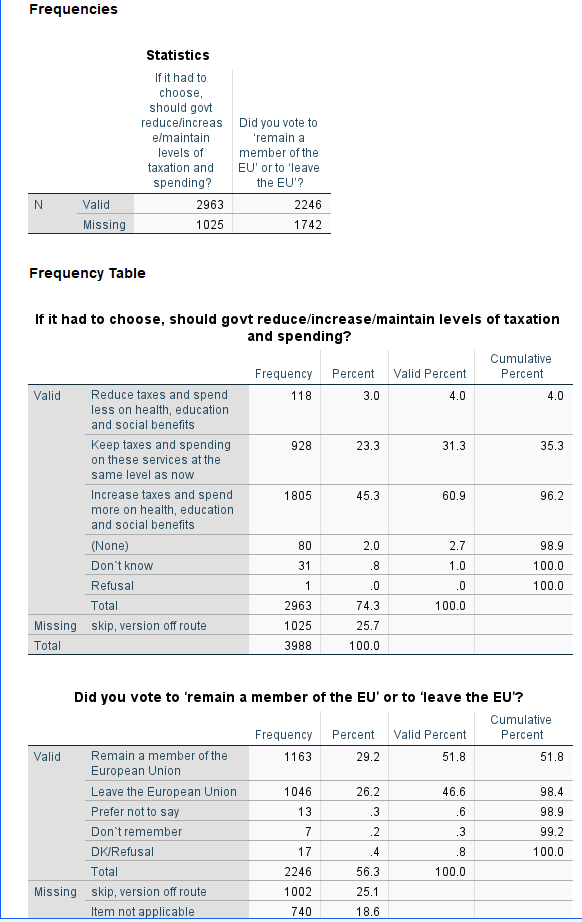 Frequencies
Statistics
If it had to
choose,
should govt
reduce/increas
e/maintain
levels of
taxation and
spending?
Did you vote to
‘remain a
member of the
EU’ or to ‘leave
the EU’?
N Valid 2963 2246
Missing 1025 1742
Frequency Table
If it had to choose, should govt reduce/increase/maintain levels of taxation
and spending?
Frequency Percent Valid Percent Cumulative
Percent
Valid Reduce taxes and spend 118 3.0 4.0 4.0
less on health, education
and social benefits
Keep taxes and spending 928 23.3 31.3 35.3
on these services at the
same level as now
Increase taxes and spend 1805 45.3 60.9 96.2
more on health, education
and social benefits
(None) 80 2.0 2.7 98.9
Don`t know 31 .8 1.0 100.0
Refusal 1 .0 .0 100.0
Total 2963 74.3 100.0
Missing skip, version off route 1025 25.7
Total 3988 100.0
Did you vote to ‘remain a member of the EU’ or to ‘leave the EU’?
Frequency Percent Valid Percent Cumulative
Percent
Valid Remain a member of the 1163 29.2 51.8 51.8
European Union
Leave the European Union 1046 26.2 46.6 98.4
Prefer not to say 13 .3 .6 98.9
Don`t remember 7 .2 .3 99.2
DK/Refusal 17 .4 .8 100.0
Total 2246 56.3 100.0
Missing skip, version off route 1002 25.1
Item not applicable 740 18.6